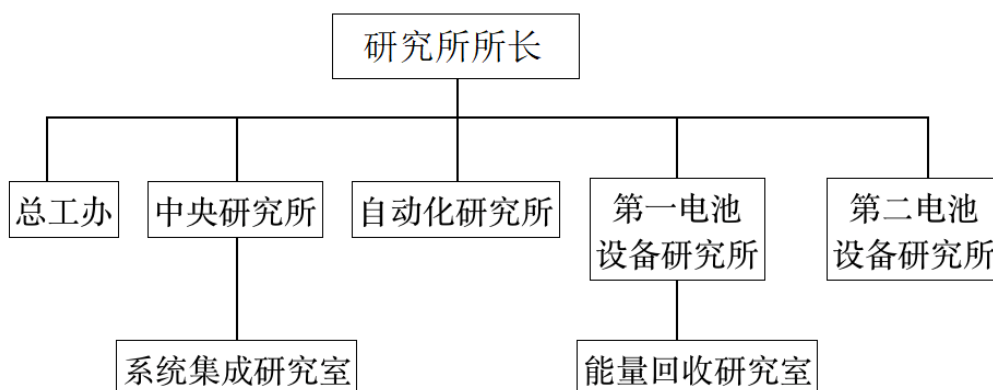 研究所所长
总工办
中央研究所
自动化研究所
第一电池
设备研究所
第二电池
设备研究所
系统集成研究室
能量回收研究室